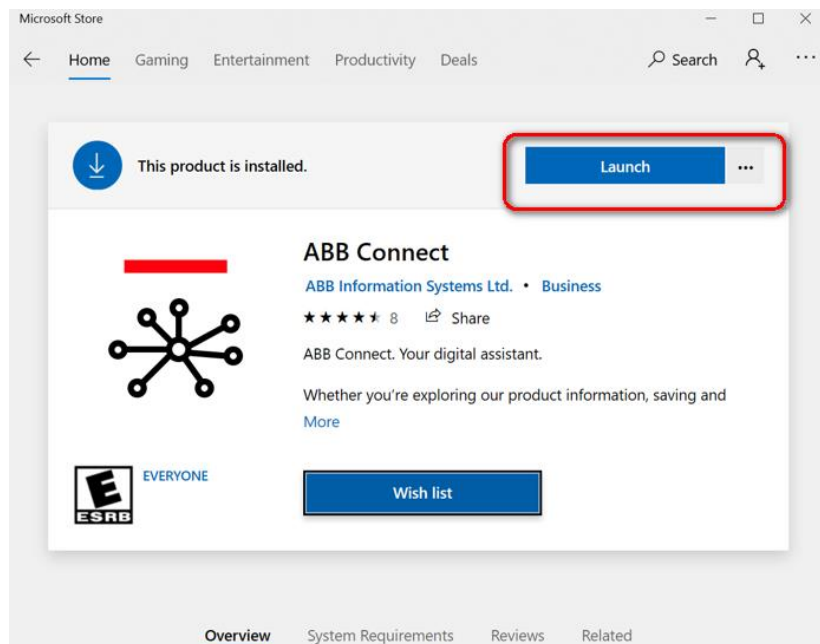 Microsoft Store
Home Gaming Entertainment Productivity Deals Search
This product is installed. Launch
ABB Connect
ABB Information Systems Ltd. • Business
8 Share
ABB Connect. Your digital assistant.
Whether you're exploring our product information, saving and
More
E
EVERYONE
ESRB
Wish list
Overview System Requirements Reviews Related